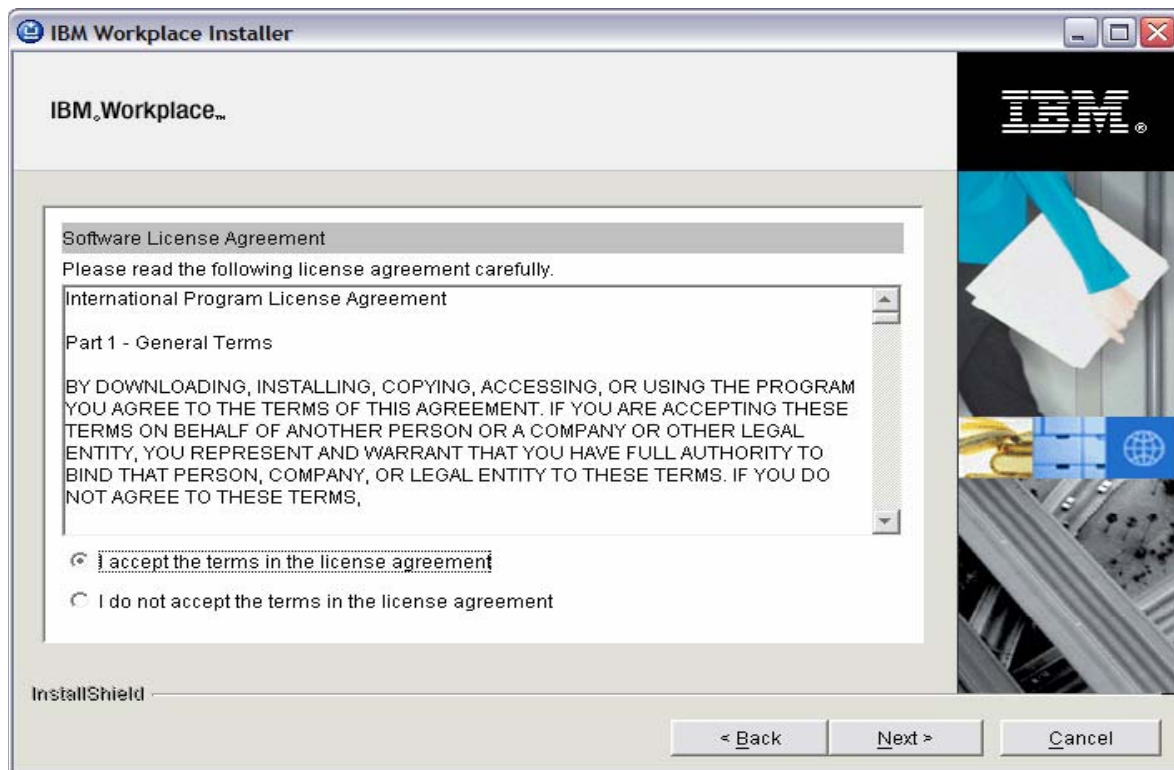 IBM Workplace Installer
IBM® Workplace™
IBM®
Software License Agreement
Please read the following license agreement carefully.
International Program License Agreement
Part 1 - General Terms
BY DOWNLOADING, INSTALLING, COPYING, ACCESSING, OR USING THE PROGRAM
YOU AGREE TO THE TERMS OF THIS AGREEMENT. IF YOU ARE ACCEPTING THESE
TERMS ON BEHALF OF ANOTHER PERSON OR A COMPANY OR OTHER LEGAL
ENTITY, YOU REPRESENT AND WARRANT THAT YOU HAVE FULL AUTHORITY TO
BIND THAT PERSON, COMPANY, OR LEGAL ENTITY TO THESE TERMS. IF YOU DO
NOT AGREE TO THESE TERMS,
I accept the terms in the license agreement
I do not accept the terms in the license agreement
InstallShield
< Back
Next >
Cancel